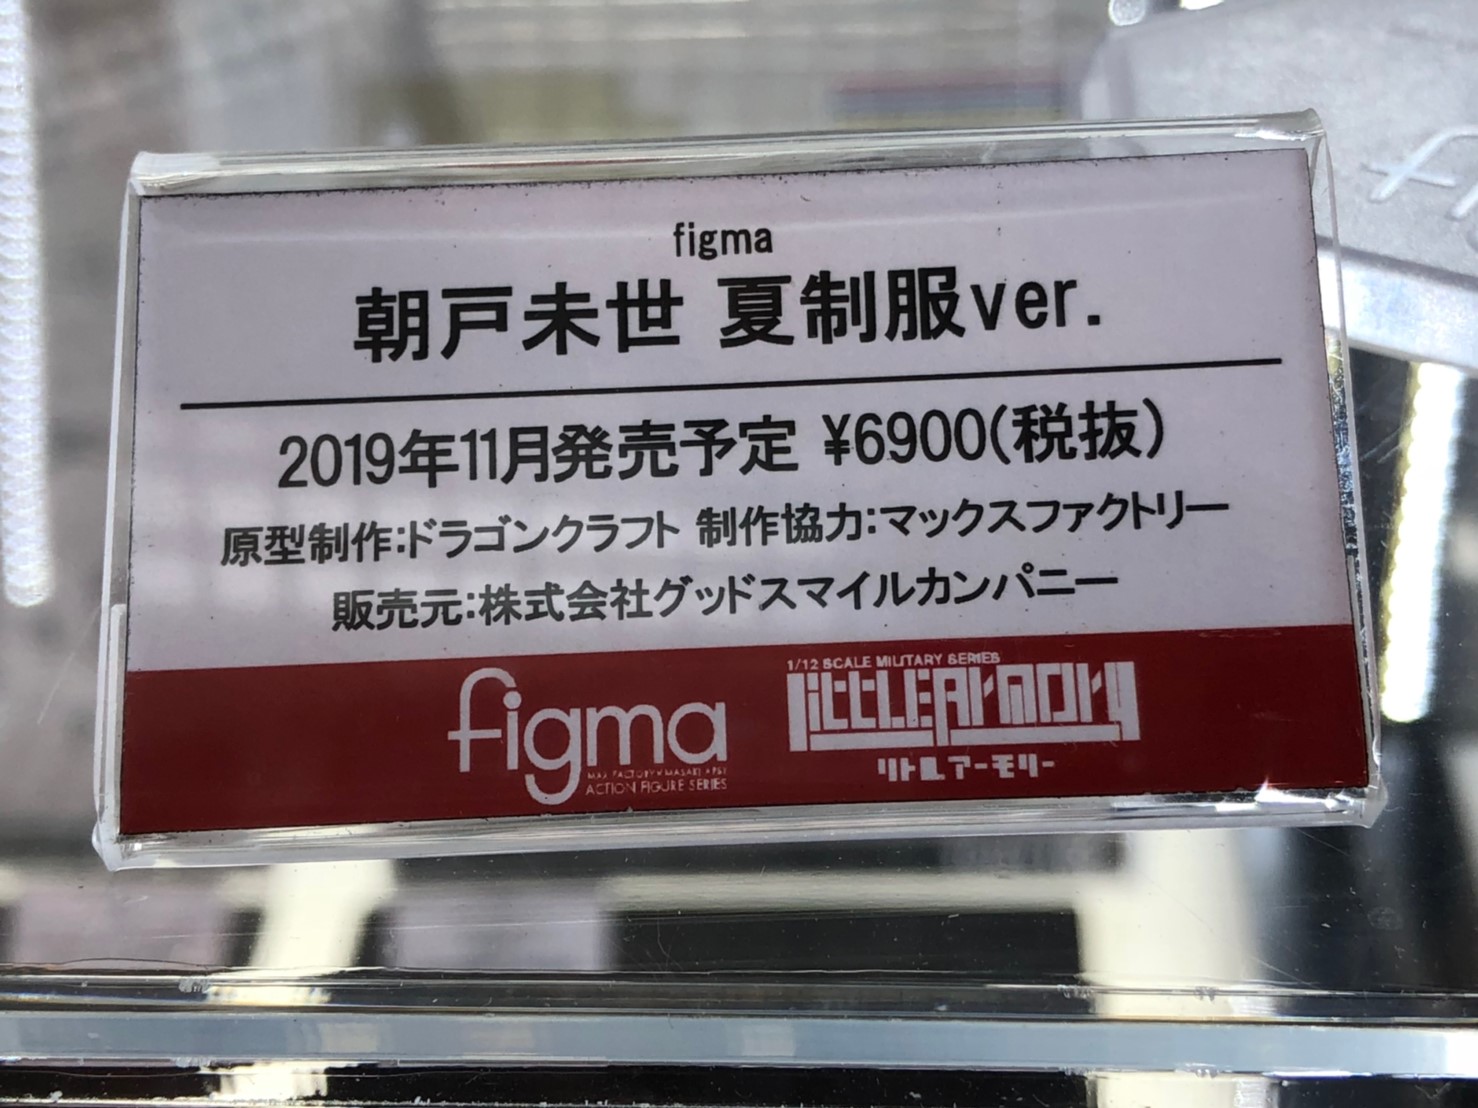 figma
朝戸未世 夏制服ver.
2019年11月発売予定 ¥6900(税抜)
原型制作:ドラゴンクラフト 制作協力:マックスファクトリー
販売元:株式会社グッドスマイルカンパニー
figma
MAX FACTORY×MASAKI APSY
ACTION FIGURE SERIES
1/12 SCALE MILITARY SERIES
LittLEArmory
リトルアーモリー